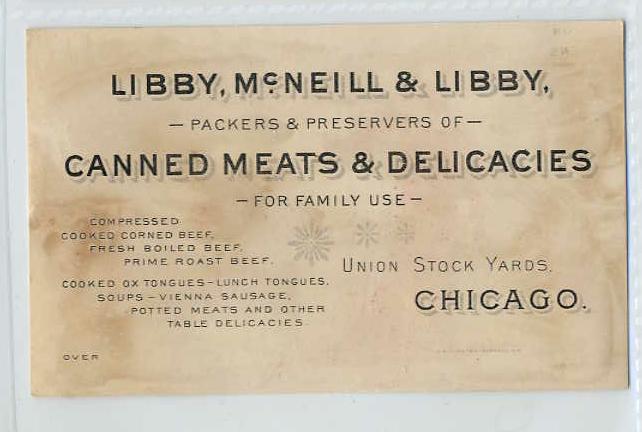 LIBBY, McNEILL & LIBBY,
— PACKERS & PRESERVERS OF —
CANNED MEATS & DELICACIES
— FOR FAMILY USE —
COMPRESSED
COOKED CORNED BEEF,
FRESH BOILED BEEF,
PRIME ROAST BEEF.
COOKED OX TONGUES – LUNCH TONGUES,
SOUPS – VIENNA SAUSAGE,
POTTED MEATS AND OTHER
TABLE DELICACIES.
UNION STOCK YARDS,
CHICAGO.
OVER